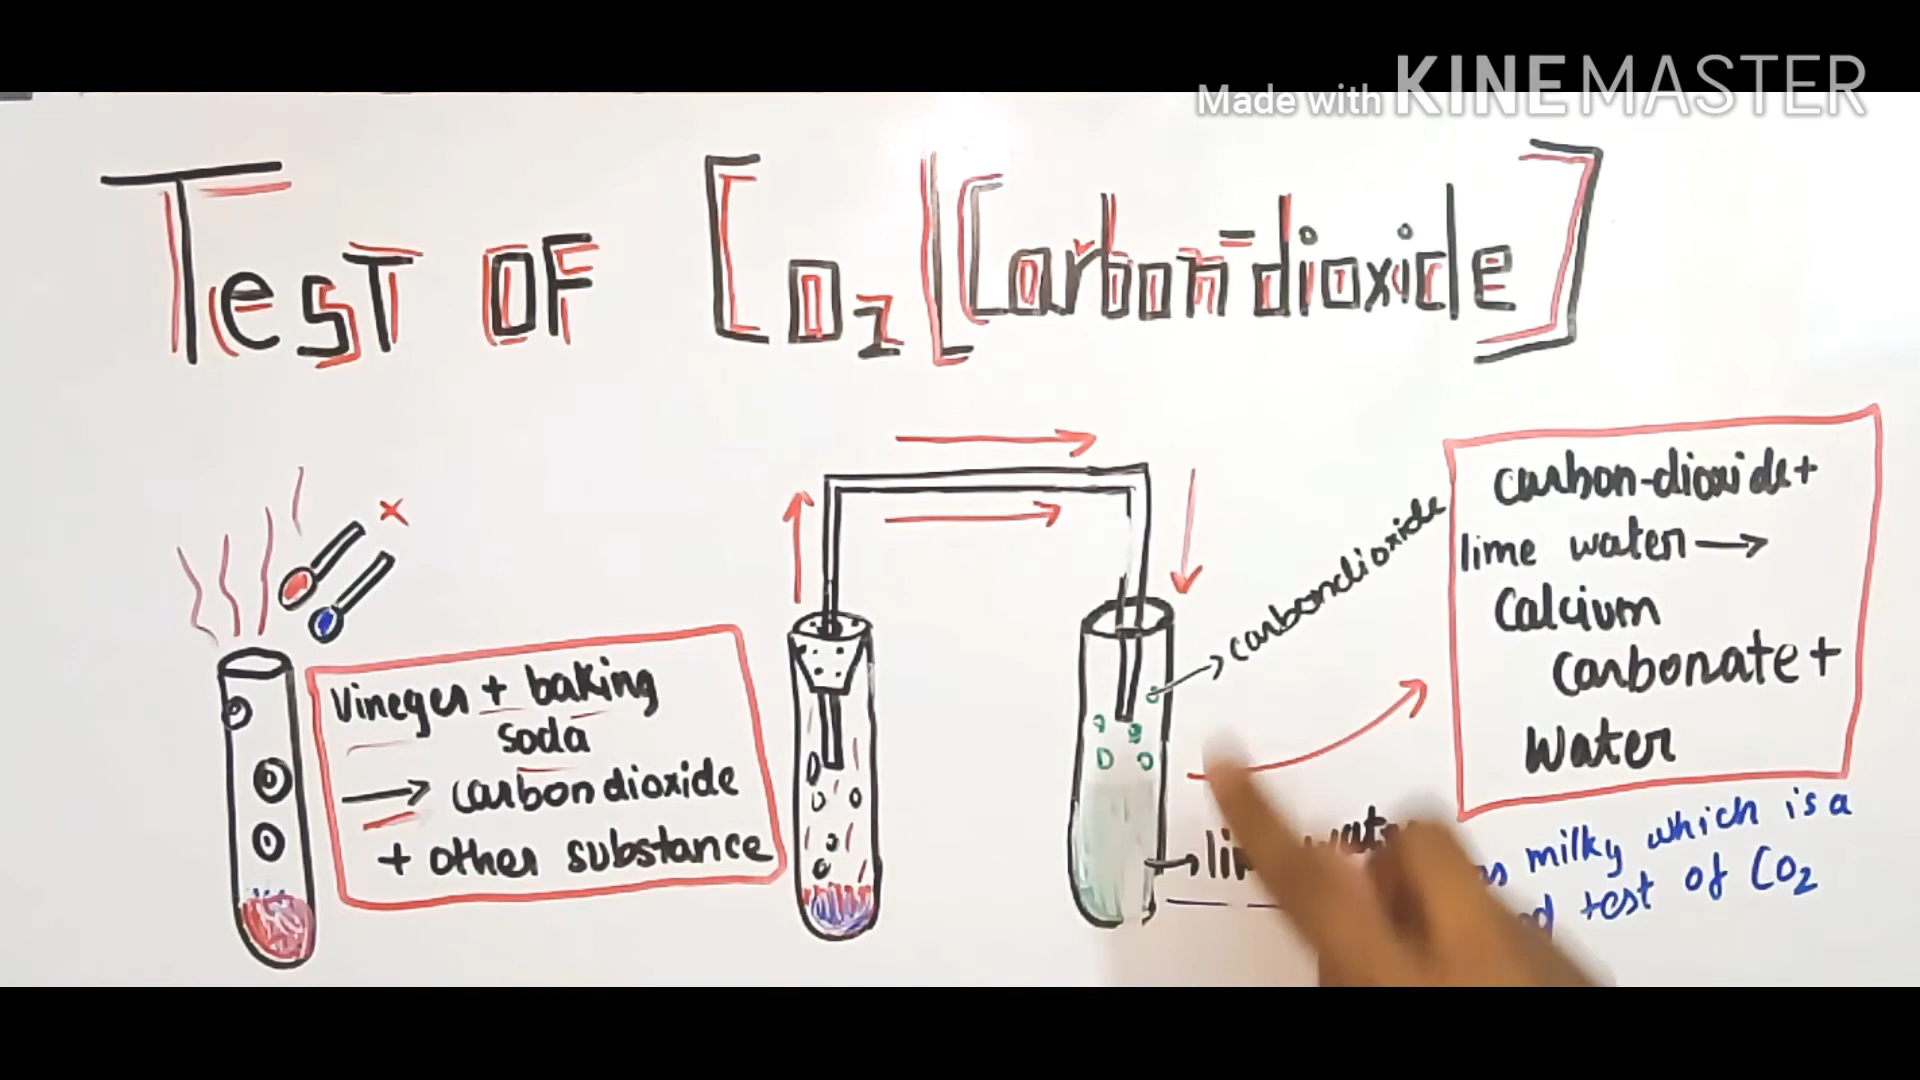 Made with KINEMASTER
TesT OF [CO2] [Carbon=dioxide]
Vineger + baking
soda
→ carbondioxide
+ other substance
→ carbondioxide
carbon-dioxide +
lime water →
Calcium
carbonate +
Water
milky which is a
test of CO2